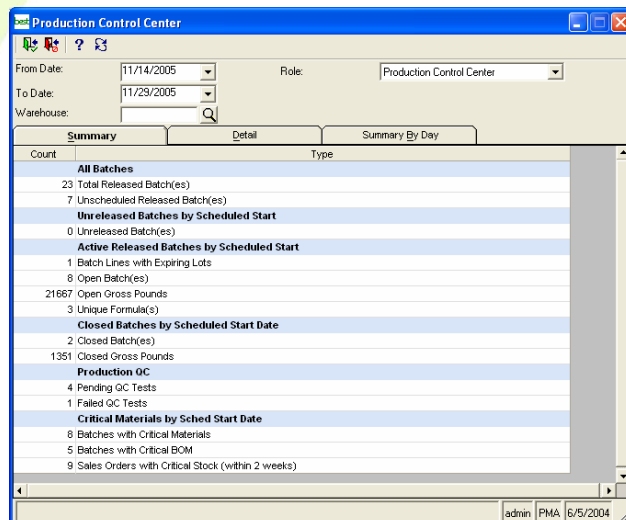 best Production Control Center
?
From Date: 11/14/2005 Role: Production Control Center
To Date: 11/29/2005
Warehouse:
Summary Detail Summary By Day
Count Type
All Batches
23 Total Released Batch(es)
7 Unscheduled Released Batch(es)
Unreleased Batches by Scheduled Start
0 Unreleased Batch(es)
Active Released Batches by Scheduled Start
1 Batch Lines with Expiring Lots
8 Open Batch(es)
21667 Open Gross Pounds
3 Unique Formula(s)
Closed Batches by Scheduled Start Date
2 Closed Batch(es)
1351 Closed Gross Pounds
Production QC
4 Pending QC Tests
1 Failed QC Tests
Critical Materials by Sched Start Date
8 Batches with Critical Materials
5 Batches with Critical BOM
9 Sales Orders with Critical Stock (within 2 weeks)
admin PMA 6/5/2004